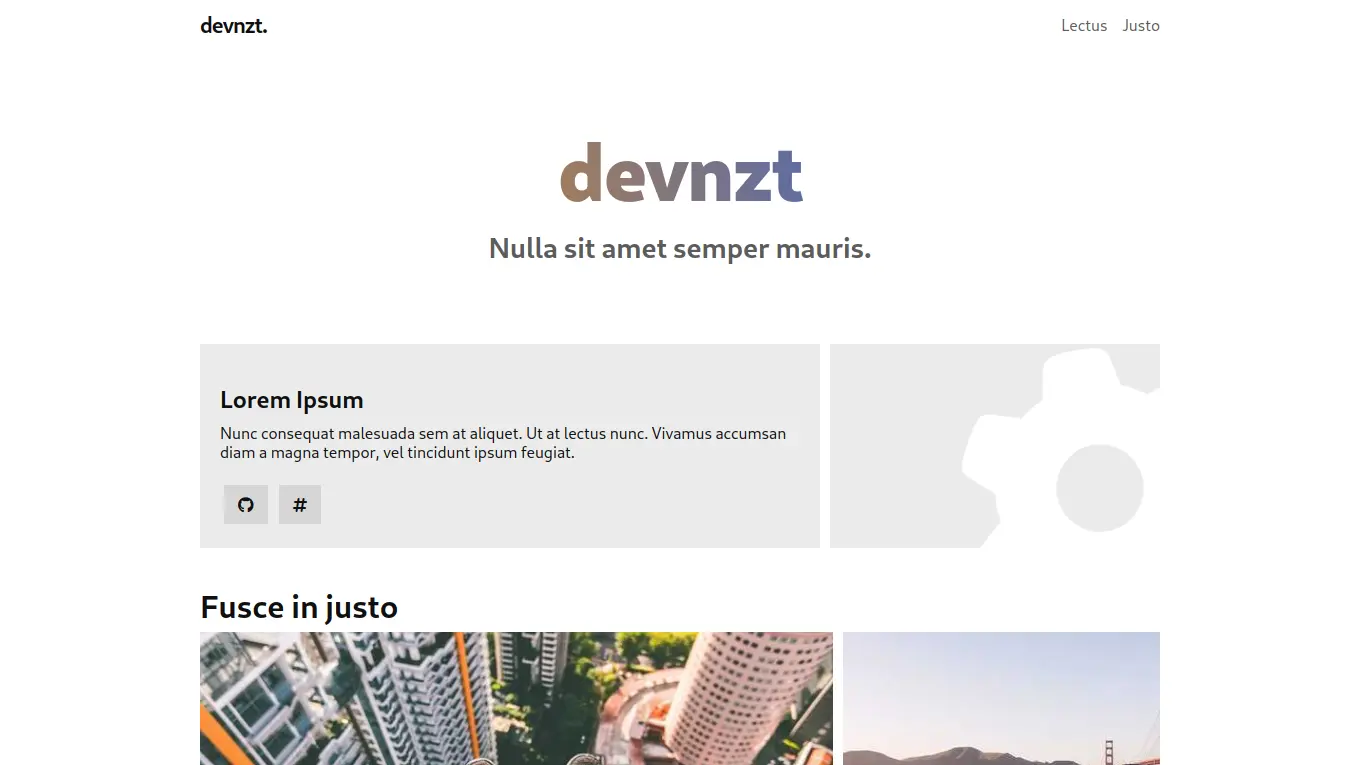 devnzt.
Lectus Justo
devnzt
Nulla sit amet semper mauris.
Lorem Ipsum
Nunc consequat malesuada sem at aliquet. Ut at lectus nunc. Vivamus accumsan
diam a magna tempor, vel tincidunt ipsum feugiat.
#
Fusce in justo